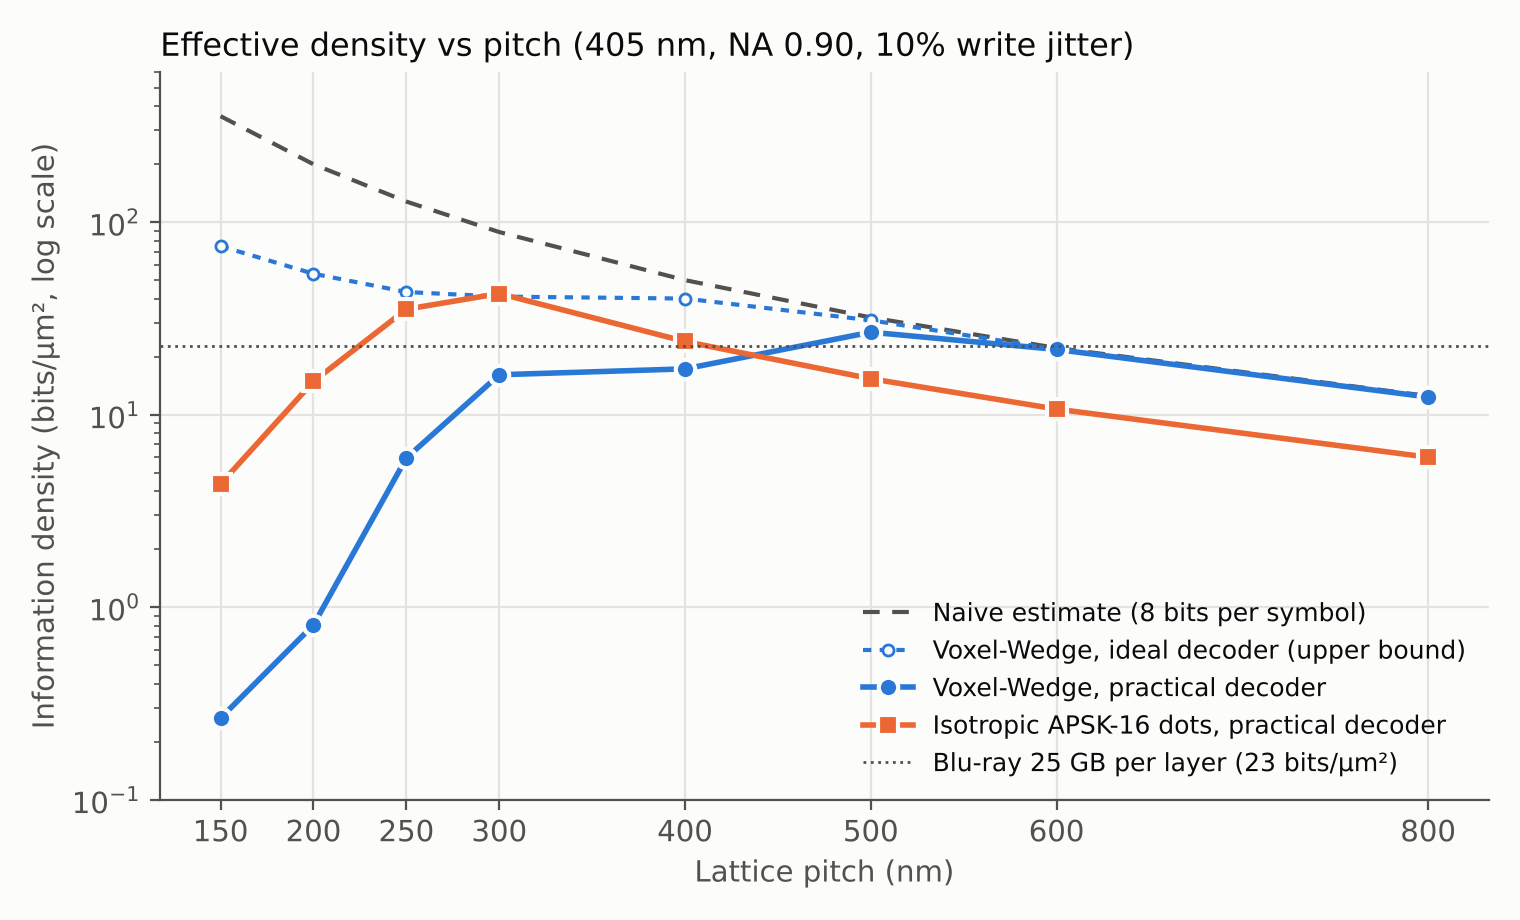 Effective density vs pitch (405 nm, NA 0.90, 10% write jitter)
Information density (bits/µm², log scale)
10²
10¹
10⁰
10⁻¹
Naive estimate (8 bits per symbol)
Voxel-Wedge, ideal decoder (upper bound)
Voxel-Wedge, practical decoder
Isotropic APSK-16 dots, practical decoder
Blu-ray 25 GB per layer (23 bits/µm²)
150 200 250 300 400 500 600 800
Lattice pitch (nm)